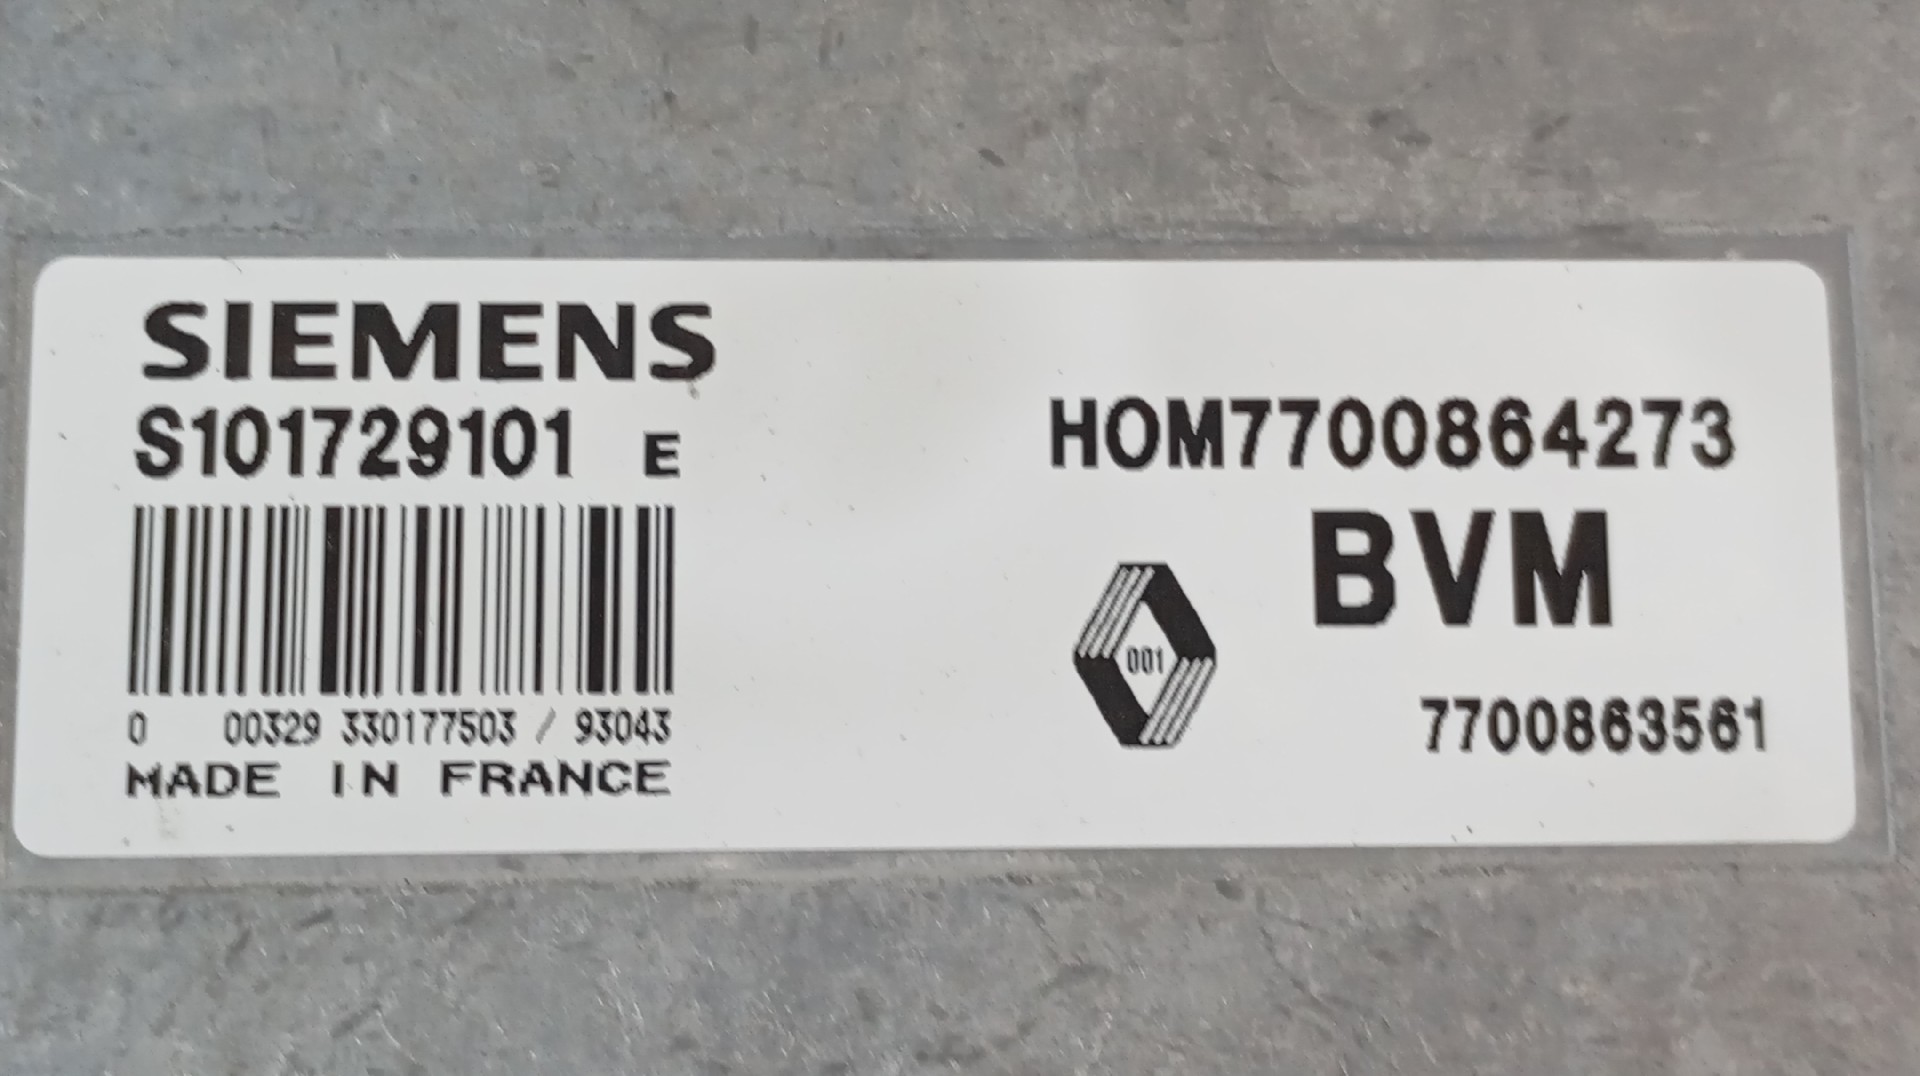 SIEMENS
S101729101 E
0 00329 330177503 / 93043
MADE IN FRANCE
HOM7700864273
BVM
001
7700863561